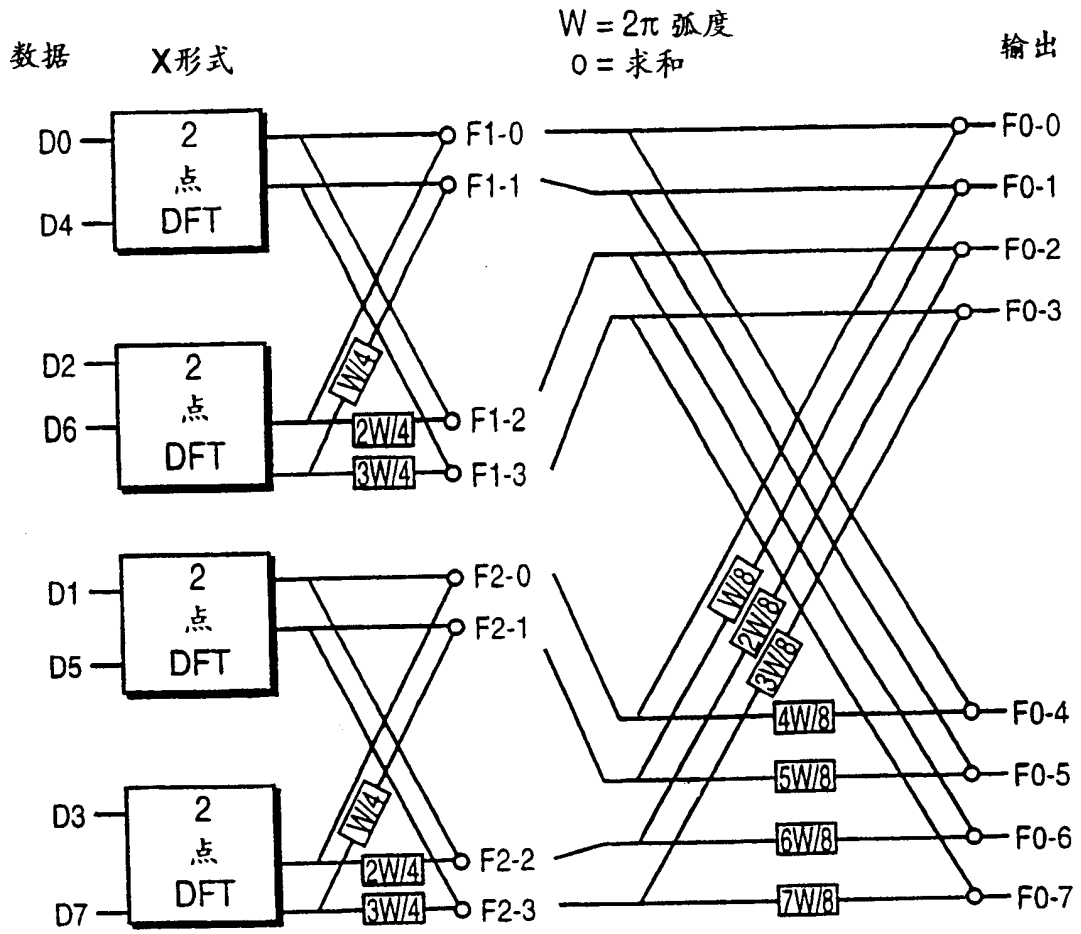 W = 2π 弧度
o = 求和
数据
X形式
输出
D0
D4
2
点
DFT
F1-0
F1-1
F0-0
F0-1
F0-2
F0-3
D2
D6
2
点
DFT
W/4
2W/4
3W/4
F1-2
F1-3
D1
D5
2
点
DFT
F2-0
F2-1
W/8
2W/8
3W/8
4W/8
5W/8
6W/8
7W/8
F0-4
F0-5
F0-6
F0-7
D3
D7
2
点
DFT
W/4
2W/4
3W/4
F2-2
F2-3